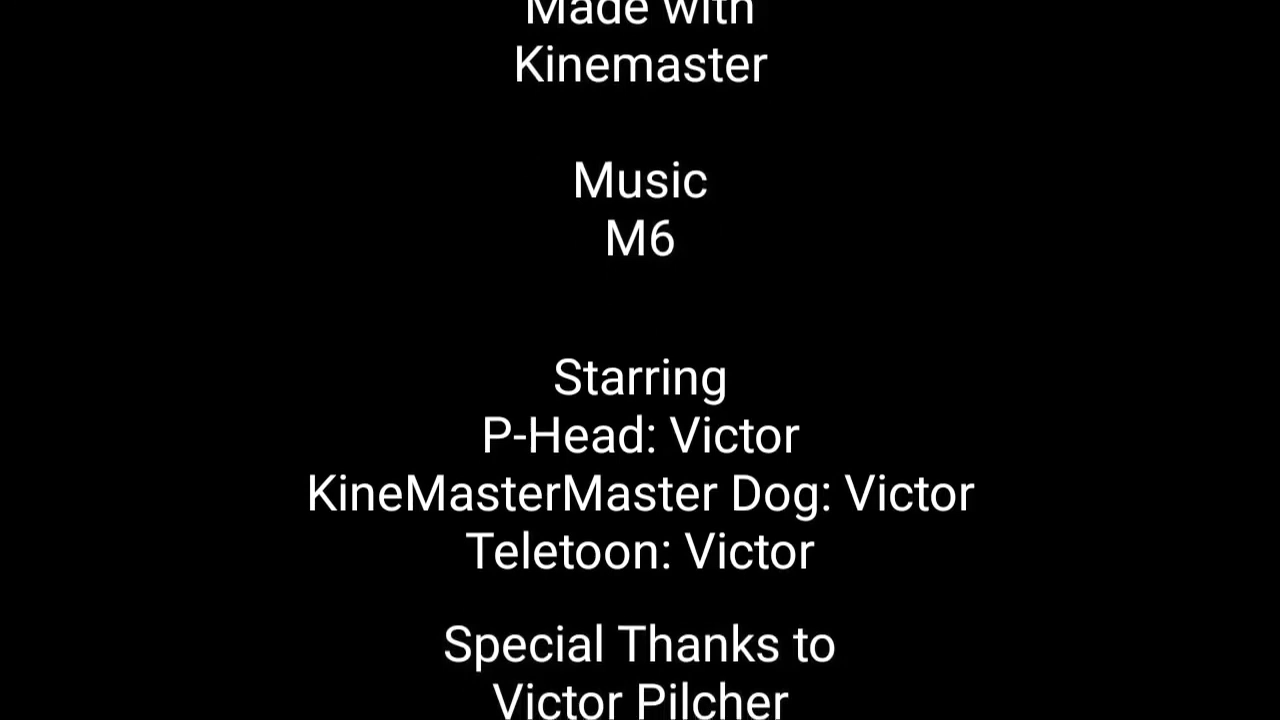 Made with
Kinemaster
Music
M6
Starring
P-Head: Victor
KineMasterMaster Dog: Victor
Teletoon: Victor
Special Thanks to
Victor Pilcher